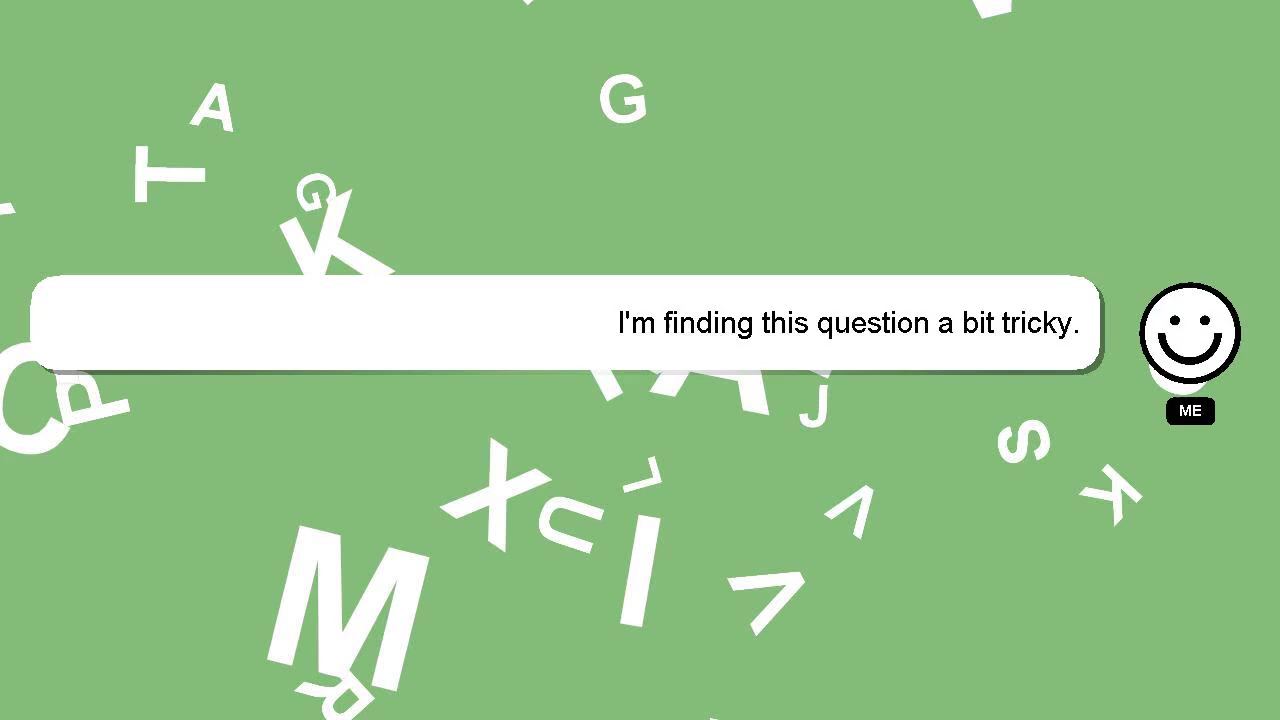 A
G
T
G
K
I'm finding this question a bit tricky.
ME
C
P
A
J
S
X
L
K
U
I
V
V
M
R